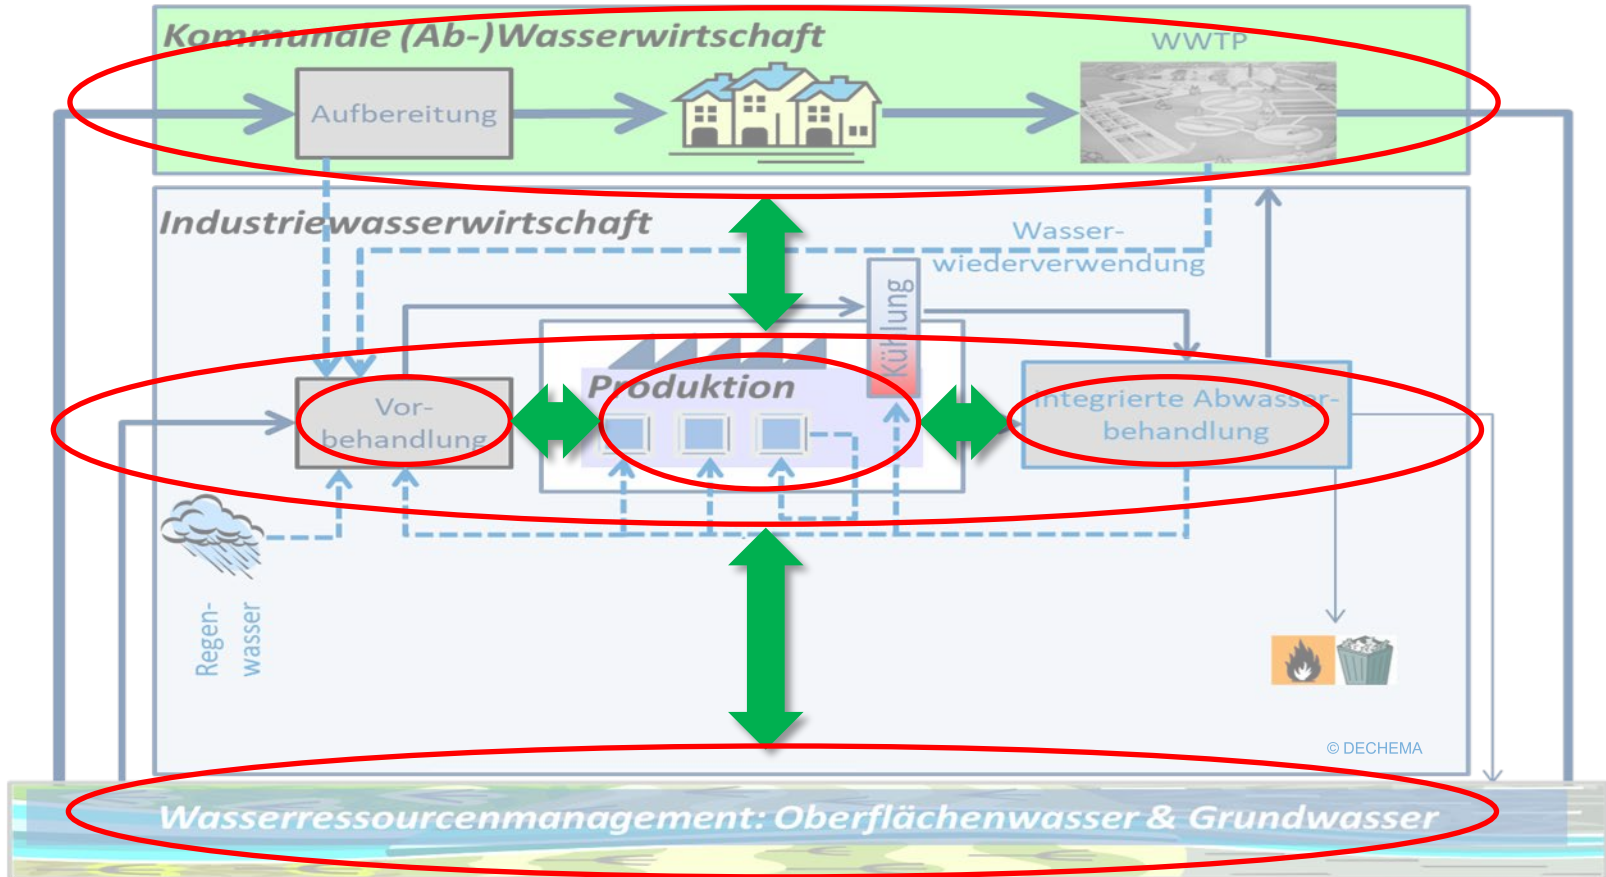 Kommunale (Ab-)Wasserwirtschaft
WWTP
Aufbereitung
Industriewasserwirtschaft
Wasser-
wiederverwendung
Kühlung
Produktion
Vor-
behandlung
Integrierte Abwasser-
behandlung
Regen-
wasser
© DECHEMA
Wasserressourcenmanagement: Oberflächenwasser & Grundwasser